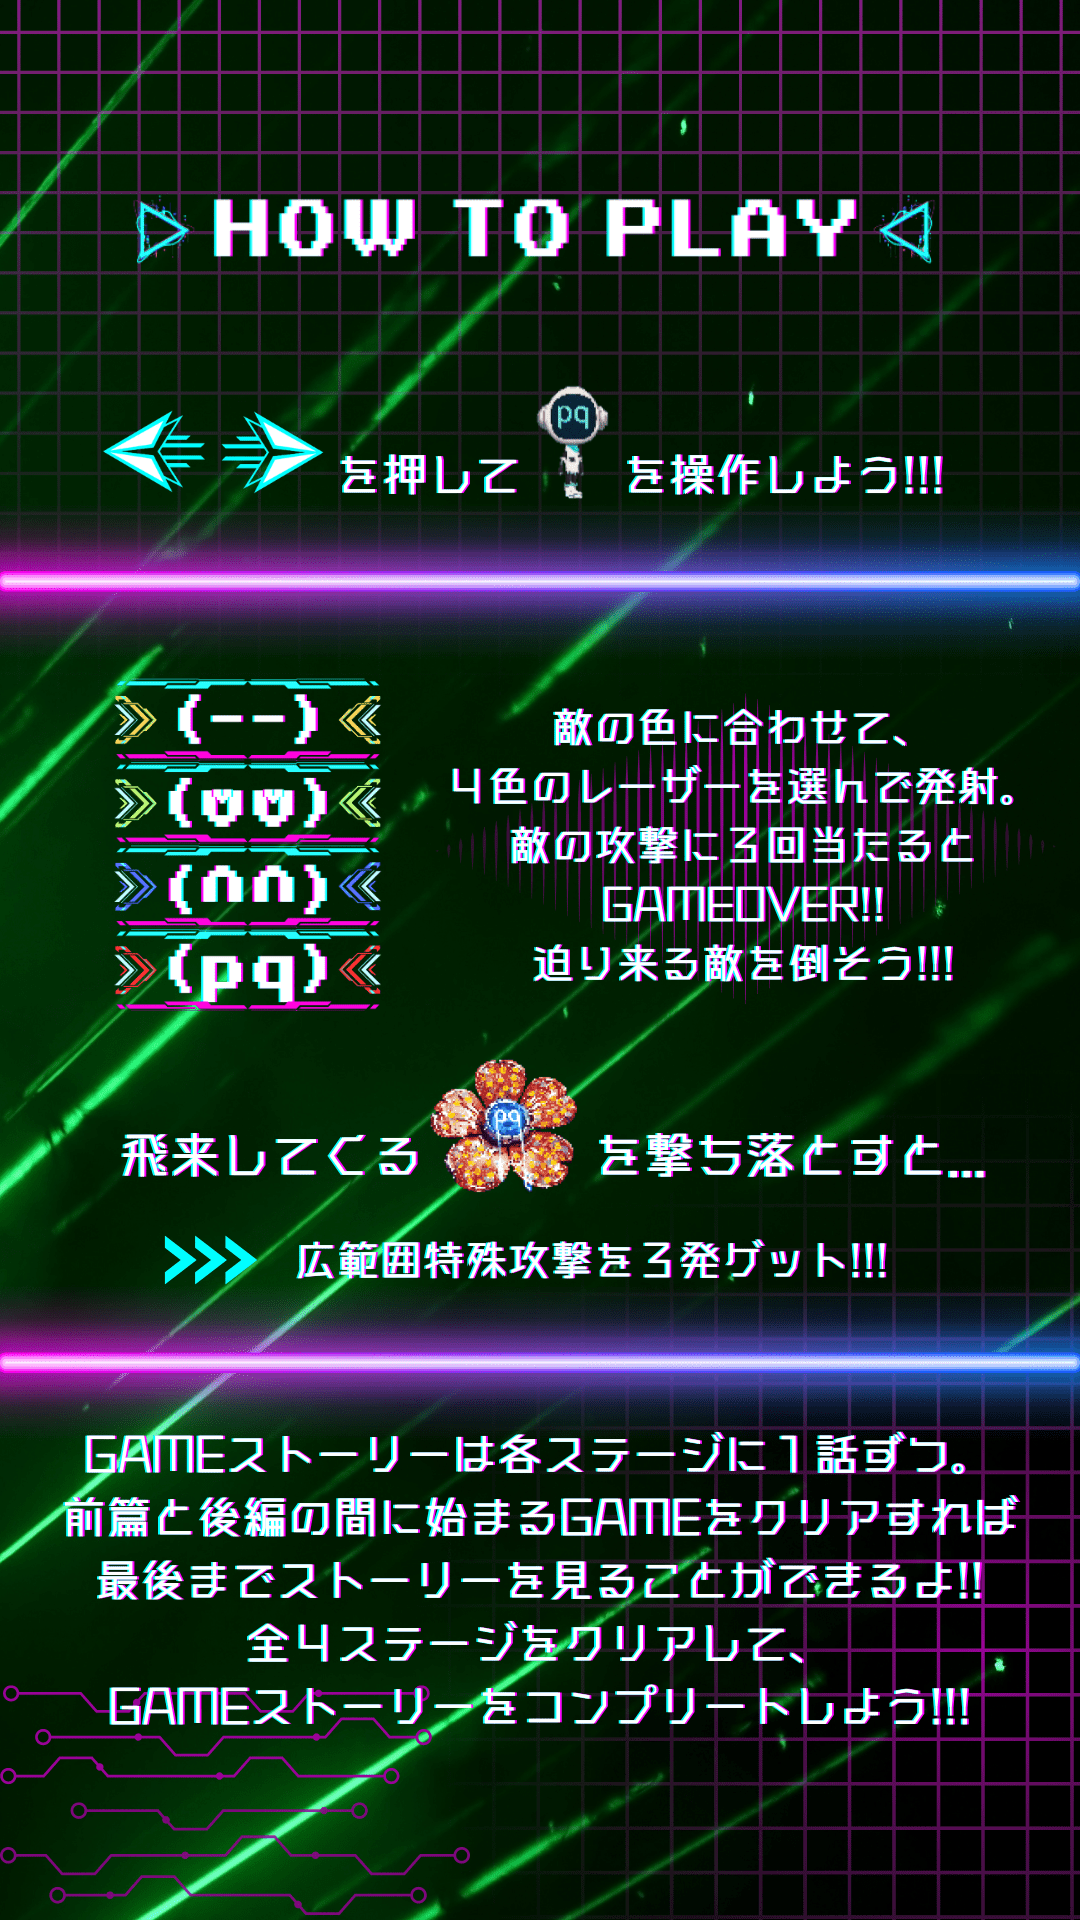 HOW TO PLAY
pq
を押して を操作しよう!!!
(--)
(pq)
敵の色に合わせて、
4色のレーザーを選んで発射。
敵の攻撃に3回当たると
GAMEOVER!!
迫り来る敵を倒そう!!!
pq
飛来してくる を撃ち落とすと...
広範囲特殊攻撃を3発ゲット!!!
GAMEストーリーは各ステージに1話ずつ。
前篇と後編の間に始まるGAMEをクリアすれば
最後までストーリーを見ることができるよ!!
全4ステージをクリアして、
GAMEストーリーをコンプリートしよう!!!